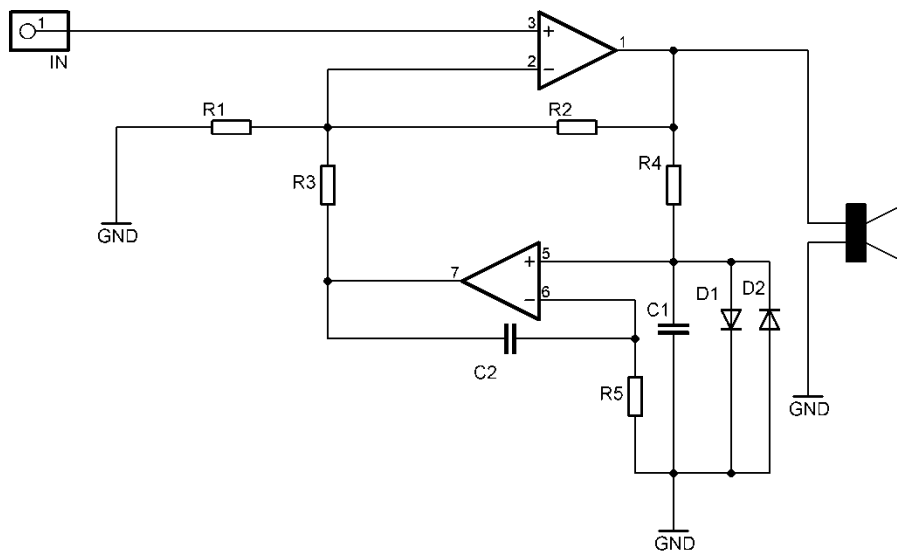 1
IN
3
+
2
−
1
R1
R2
R3
R4
GND
7
+
5
−
6
C1
D1
D2
C2
R5
GND
GND